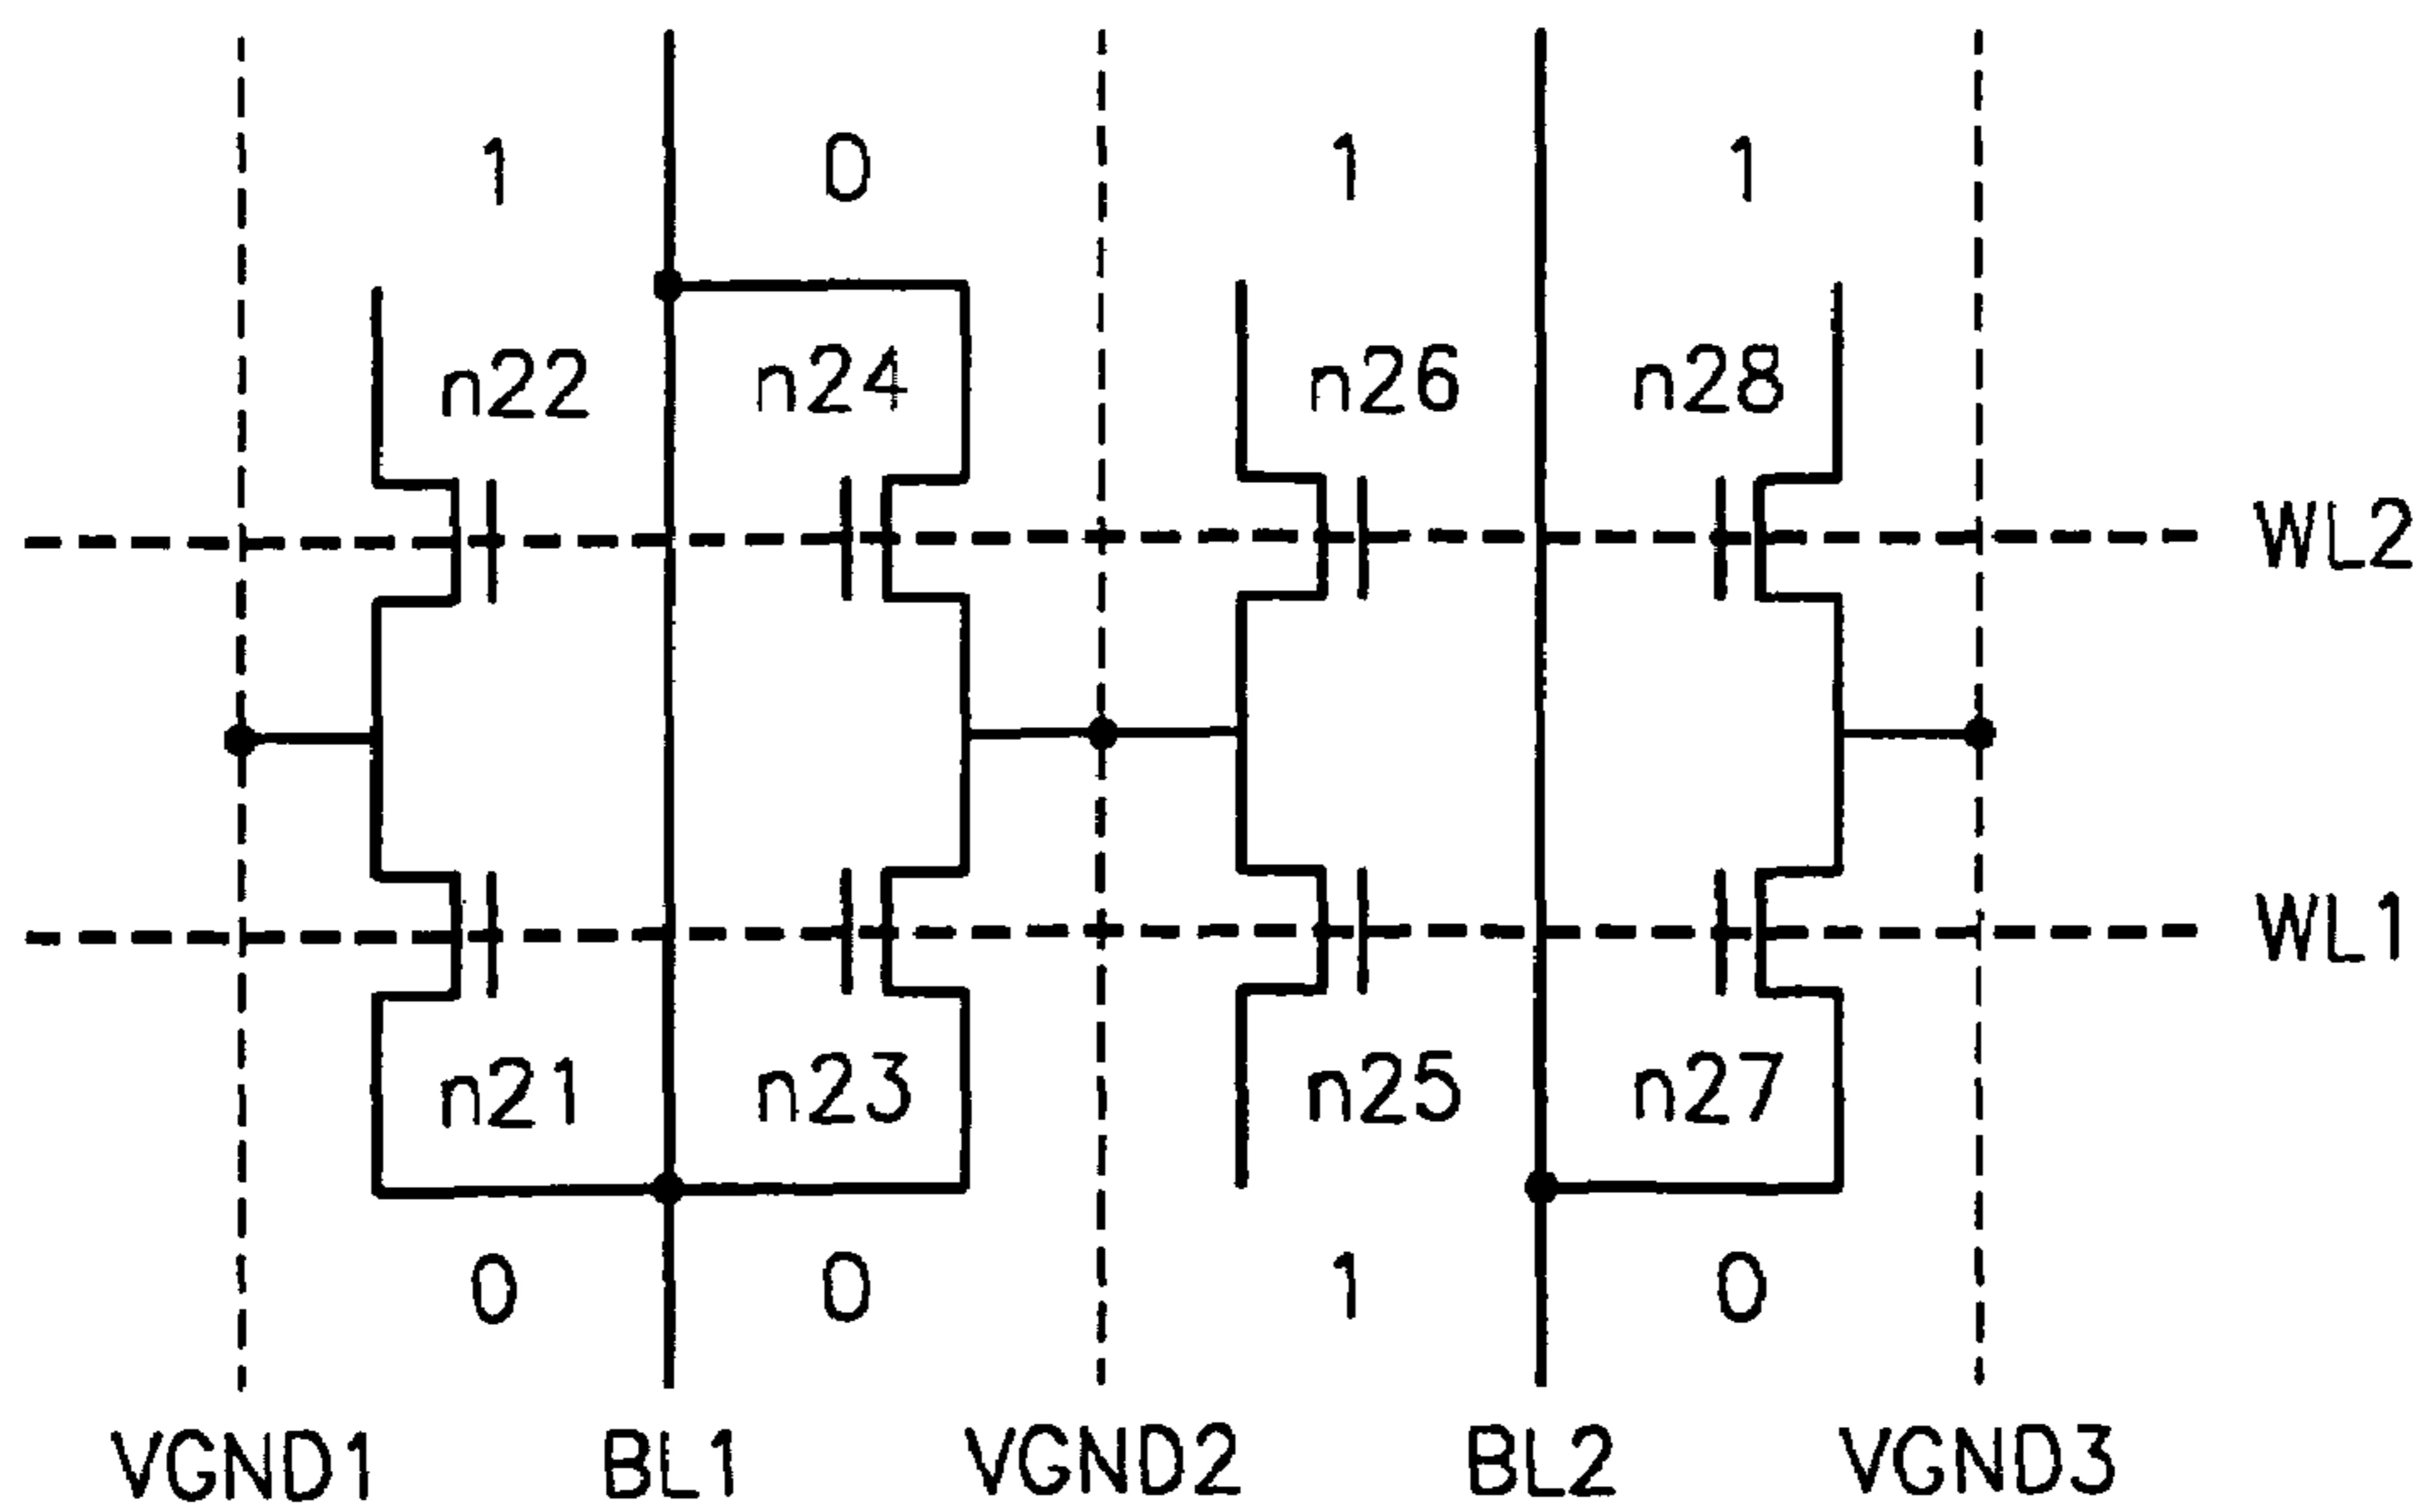 1 0 1 1
n22 n24 n26 n28
WL2
WL1
n21 n23 n25 n27
0 0 1 0
VGND1 BL1 VGND2 BL2 VGND3